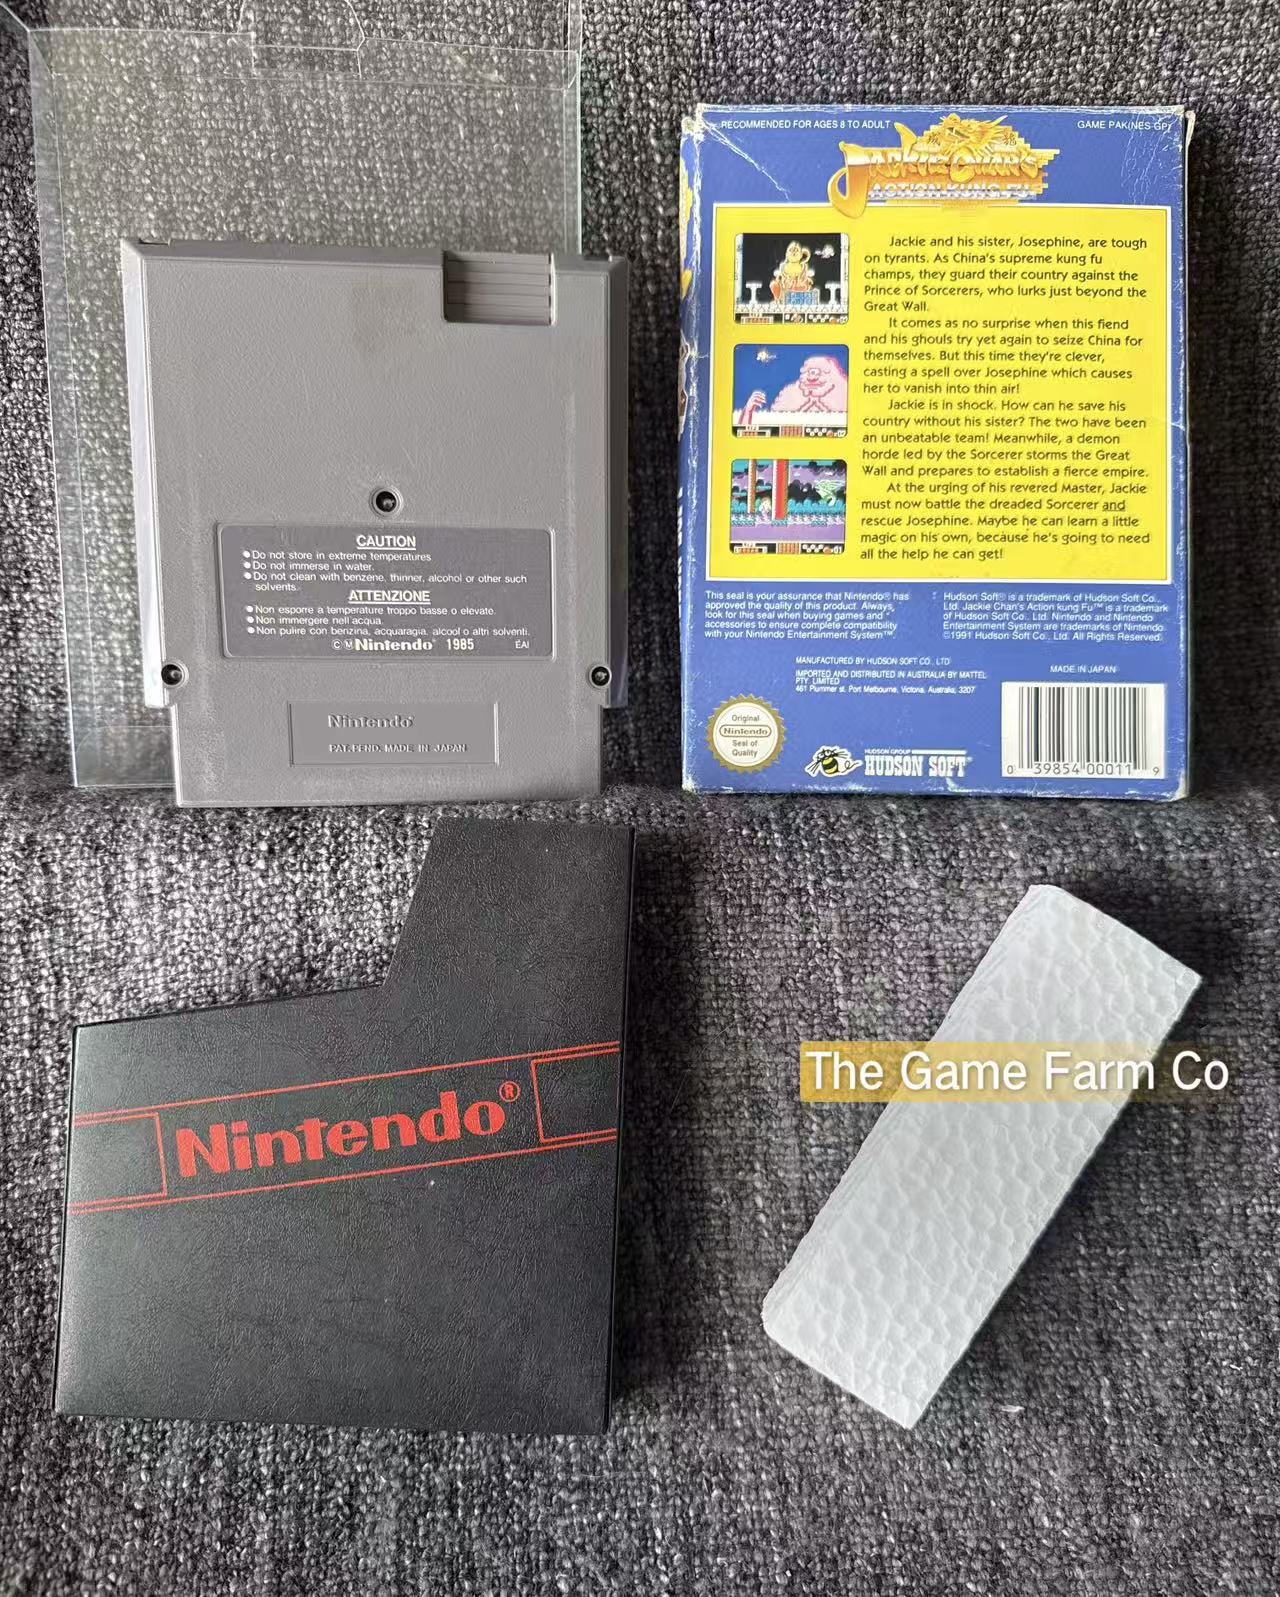 CAUTION
Do not store in extreme temperatures
Do not immerse in water.
Do not clean with benzene, thinner, alcohol or other such
solvents.
ATTENZIONE
Non esporre a temperature troppo basse o elevate.
Non immergere nell'acqua.
Non pulire con benzina, acquaragia, alcool o altri solventi.
©Ⓜ Nintendo® 1985 EAI
Nintendo®
PAT. PEND. MADE IN JAPAN
RECOMMENDED FOR AGES 8 TO ADULT
GAME PAK(NES-GP)
JACKIE CHAN'S
ACTION KUNG FU
Jackie and his sister, Josephine, are tough
on tyrants. As China's supreme kung fu
champs, they guard their country against the
Prince of Sorcerers, who lurks just beyond the
Great Wall.
It comes as no surprise when this fiend
and his ghouls try yet again to seize China for
themselves. But this time they're clever,
casting a spell over Josephine which causes
her to vanish into thin air!
Jackie is in shock. How can he save his
country without his sister? The two have been
an unbeatable team! Meanwhile, a demon
horde led by the Sorcerer storms the Great
Wall and prepares to establish a fierce empire.
At the urging of his revered Master, Jackie
must now battle the dreaded Sorcerer and
rescue Josephine. Maybe he can learn a little
magic on his own, because he's going to need
all the help he can get!
This seal is your assurance that Nintendo® has
approved the quality of this product. Always
look for this seal when buying games and
accessories to ensure complete compatibility
with your Nintendo Entertainment System™.
Hudson Soft® is a trademark of Hudson Soft Co.,
Ltd. Jackie Chan's Action kung Fu™ is a trademark
of Hudson Soft Co., Ltd. Nintendo and Nintendo
Entertainment System are trademarks of Nintendo.
©1991 Hudson Soft Co., Ltd. All Rights Reserved.
MANUFACTURED BY HUDSON SOFT CO., LTD
IMPORTED AND DISTRIBUTED IN AUSTRALIA BY MATTEL
PTY. LIMITED
461 Plummer st. Port Melbourne, Victoria, Australia, 3207
MADE IN JAPAN
Original
Nintendo
Seal of
Quality
HUDSON GROUP
HUDSON SOFT®
0 39854 00011 9
Nintendo®
The Game Farm Co